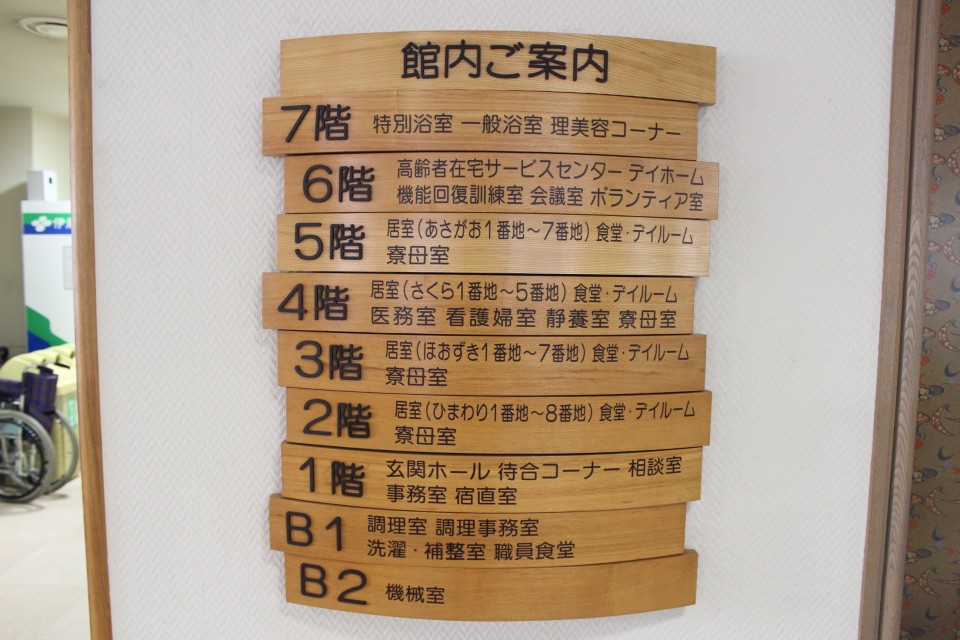 館内ご案内
7階 特別浴室 一般浴室 理美容コーナー
6階 高齢者在宅サービスセンター デイホーム
機能回復訓練室 会議室 ボランティア室
5階 居室(あさがお1番地〜7番地) 食堂・デイルーム
寮母室
4階 居室(さくら1番地〜5番地) 食堂・デイルーム
医務室 看護婦室 静養室 寮母室
3階 居室(ほおずき1番地〜7番地) 食堂・デイルーム
寮母室
2階 居室(ひまわり1番地〜8番地) 食堂・デイルーム
寮母室
1階 玄関ホール 待合コーナー 相談室
事務室 宿直室
B1 調理室 調理事務室
洗濯・補整室 職員食堂
B2 機械室